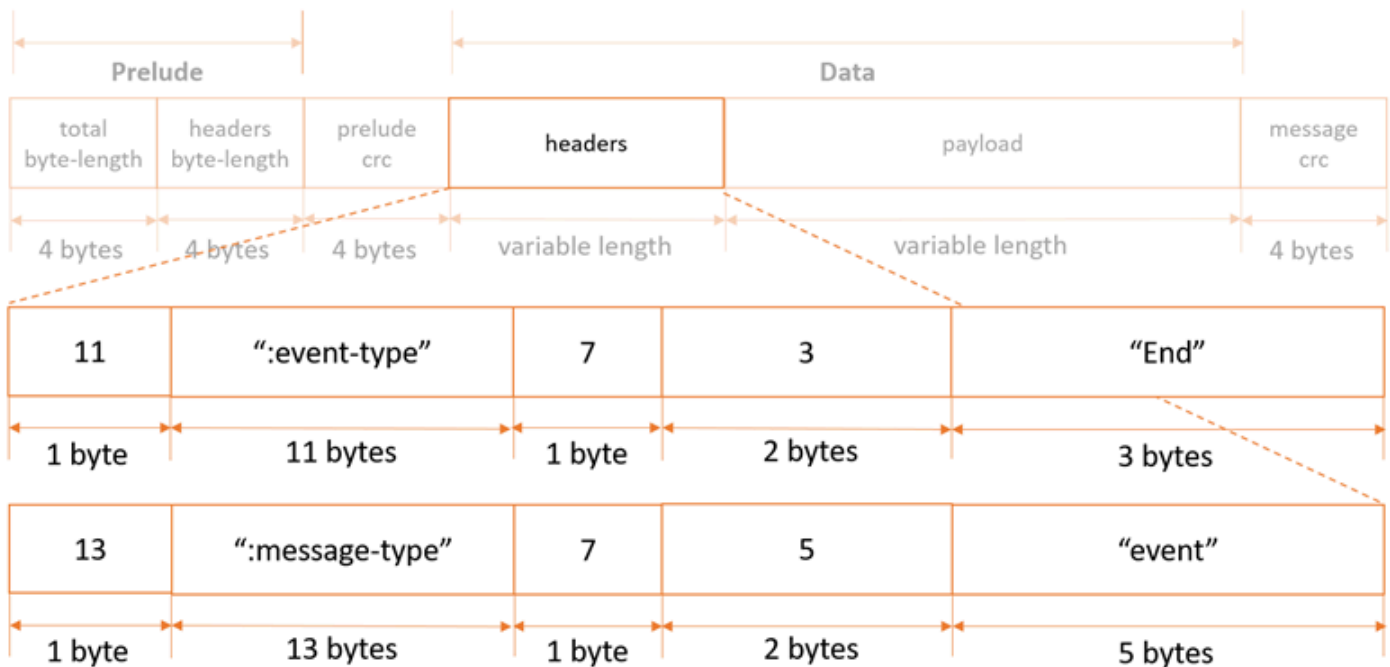 Prelude
Data
total
byte-length
headers
byte-length
prelude
crc
headers
payload
message
crc
4 bytes
4 bytes
4 bytes
variable length
variable length
4 bytes
11
“:event-type”
7
3
“End”
1 byte
11 bytes
1 byte
2 bytes
3 bytes
13
“:message-type”
7
5
“event”
1 byte
13 bytes
1 byte
2 bytes
5 bytes